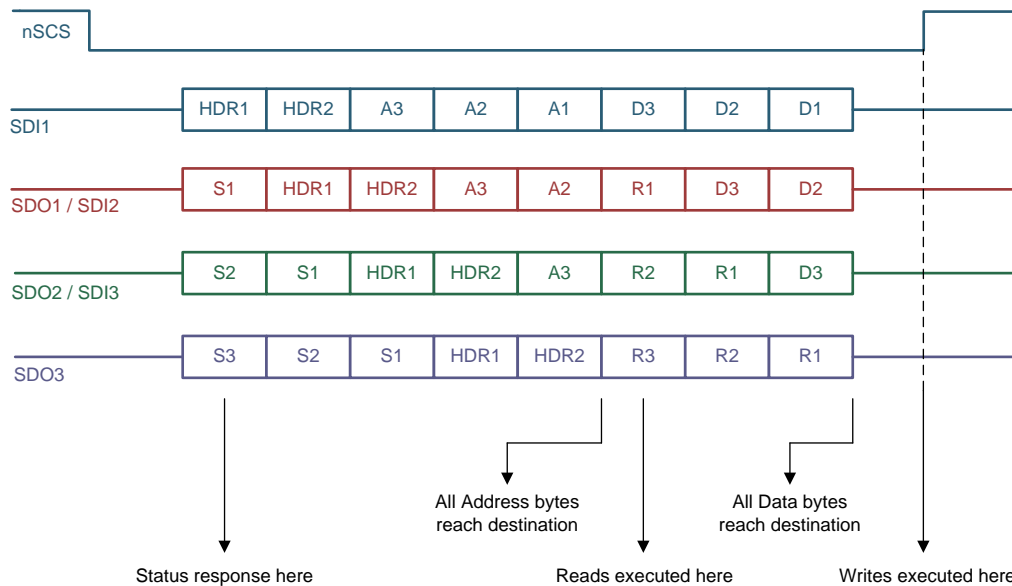 nSCS
HDR1 HDR2 A3 A2 A1 D3 D2 D1
SDI1
S1 HDR1 HDR2 A3 A2 R1 D3 D2
SDO1 / SDI2
S2 S1 HDR1 HDR2 A3 R2 R1 D3
SDO2 / SDI3
S3 S2 S1 HDR1 HDR2 R3 R2 R1
SDO3
All Address bytes
reach destination
All Data bytes
reach destination
Status response here
Reads executed here
Writes executed here